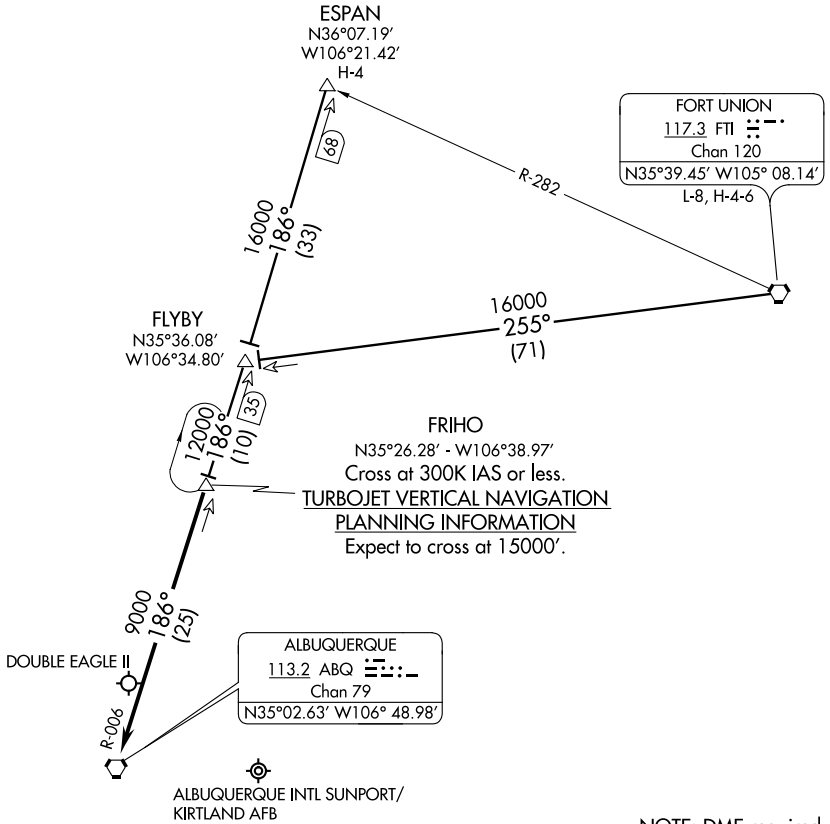 ESPAN
N36°07.19'
W106°21.42'
H-4
68
FORT UNION
117.3 FTI
Chan 120
N35°39.45' W105° 08.14'
L-8, H-4-6
R-282
16000
186°
(33)
16000
255°
(71)
FLYBY
N35°36.08'
W106°34.80'
35
12000
186°
(10)
FRIHO
N35°26.28' - W106°38.97'
Cross at 300K IAS or less.
TURBOJET VERTICAL NAVIGATION
PLANNING INFORMATION
Expect to cross at 15000'.
9000
186°
(25)
DOUBLE EAGLE II
ALBUQUERQUE
113.2 ABQ
Chan 79
N35°02.63' W106° 48.98'
R-006
ALBUQUERQUE INTL SUNPORT/
KIRTLAND AFB
NOTE: DME required